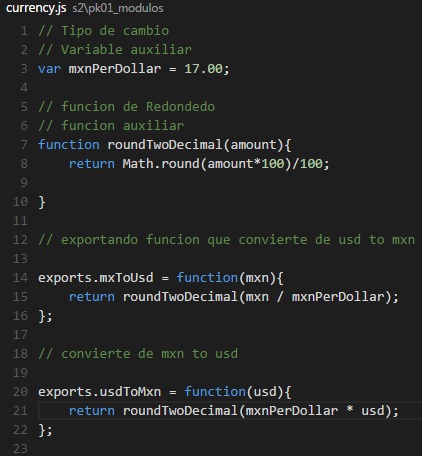 currency.js s2\pk01_modulos
1 // Tipo de cambio
2 // Variable auxiliar
3 var mxnPerDollar = 17.00;
4
5 // funcion de Redondedo
6 // funcion auxiliar
7 function roundTwoDecimal(amount){
8 return Math.round(amount*100)/100;
9
10 }
11
12 // exportando funcion que convierte de usd to mxn
13
14 exports.mxToUsd = function(mxn){
15 return roundTwoDecimal(mxn / mxnPerDollar);
16 };
17
18 // convierte de mxn to usd
19
20 exports.usdToMxn = function(usd){
21 return roundTwoDecimal(mxnPerDollar * usd);
22 };
23